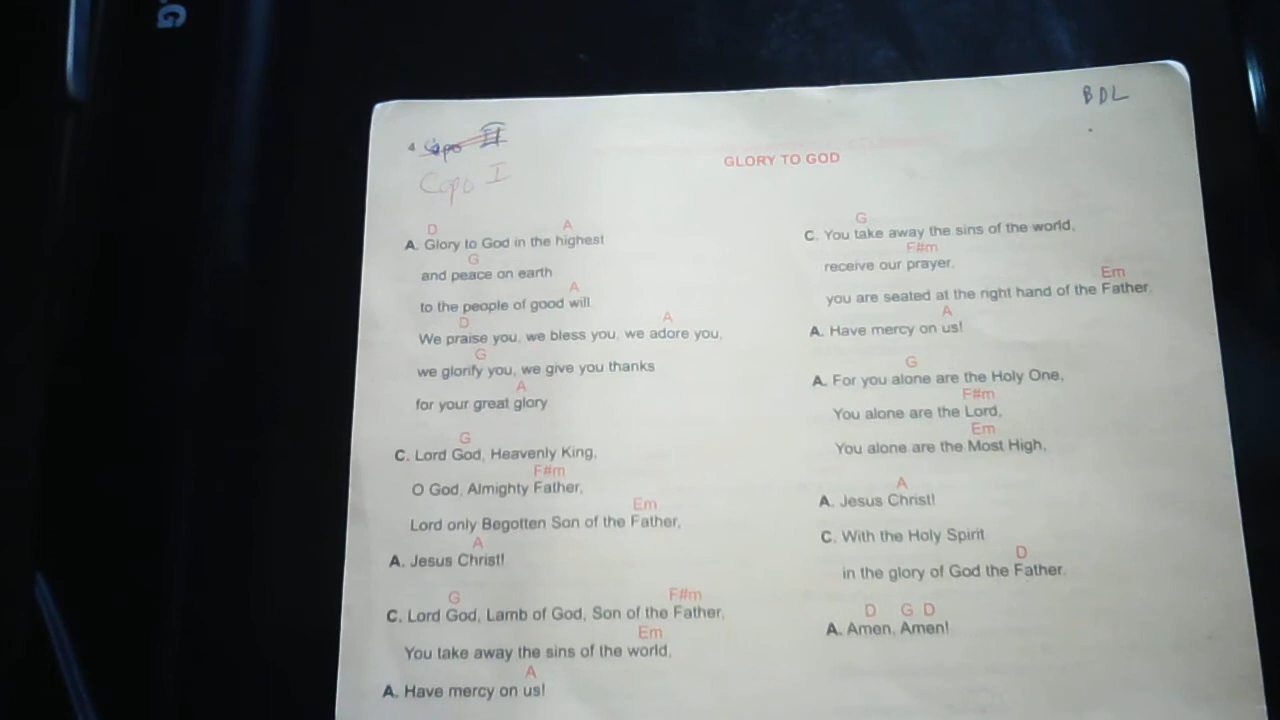 G
BDL
4 Capo II
Capo I
GLORY TO GOD
D A
A. Glory to God in the highest
G
and peace on earth
A
to the people of good will
D A
We praise you, we bless you, we adore you,
G
we glorify you, we give you thanks
A
for your great glory
G
C. Lord God, Heavenly King,
F#m
O God, Almighty Father,
Em
Lord only Begotten Son of the Father,
A
A. Jesus Christ!
G F#m
C. Lord God, Lamb of God, Son of the Father,
Em
You take away the sins of the world,
A
A. Have mercy on us!
G
C. You take away the sins of the world,
F#m
receive our prayer,
Em
you are seated at the right hand of the Father.
A
A. Have mercy on us!
G
A. For you alone are the Holy One,
F#m
You alone are the Lord,
Em
You alone are the Most High,
A
A. Jesus Christ!
C. With the Holy Spirit
D
in the glory of God the Father.
D G D
A. Amen, Amen!